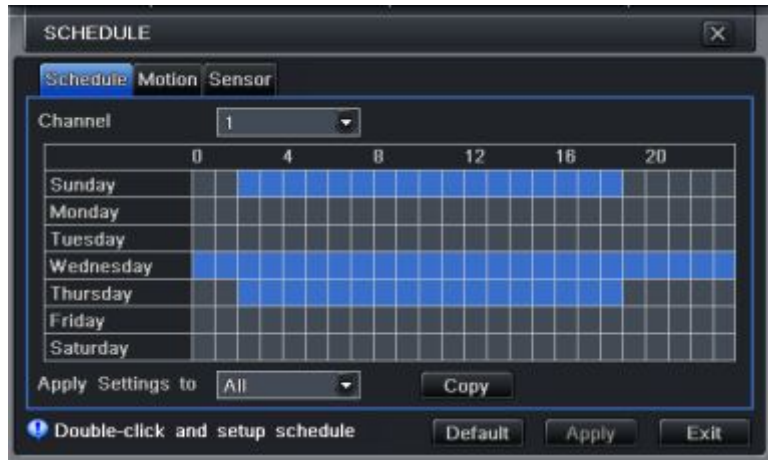 SCHEDULE
Schedule Motion Sensor
Channel 1
0 4 8 12 16 20
Sunday
Monday
Tuesday
Wednesday
Thursday
Friday
Saturday
Apply Settings to All Copy
Double-click and setup schedule Default Apply Exit